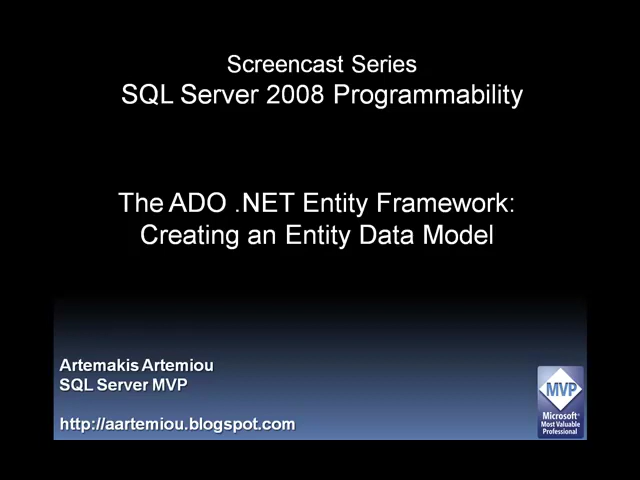 Screencast Series
SQL Server 2008 Programmability
The ADO .NET Entity Framework:
Creating an Entity Data Model
Artemakis Artemiou
SQL Server MVP
http://aartemiou.blogspot.com
MVP
Microsoft®
Most Valuable
Professional